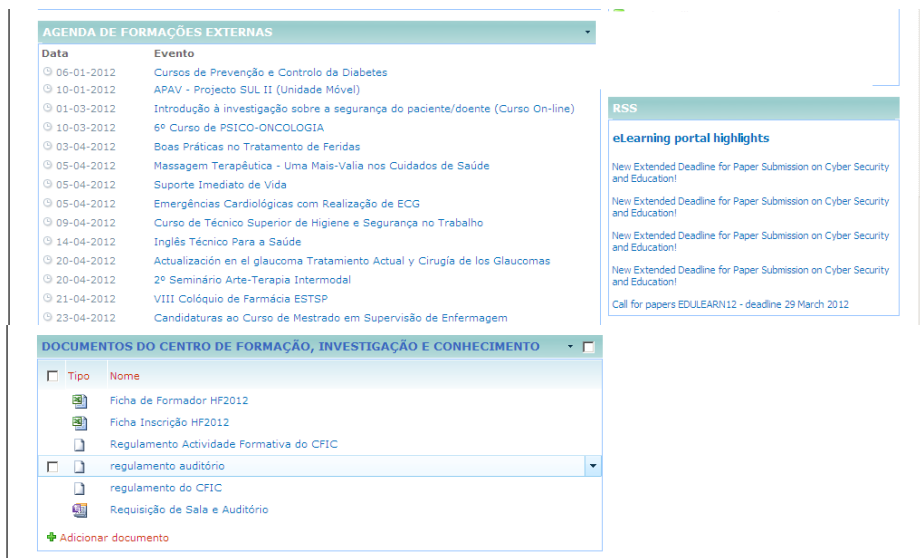 AGENDA DE FORMAÇÕES EXTERNAS
Data Evento
06-01-2012 Cursos de Prevenção e Controlo da Diabetes
10-01-2012 APAV - Projecto SUL II (Unidade Móvel)
01-03-2012 Introdução à investigação sobre a segurança do paciente/doente (Curso On-line)
10-03-2012 6º Curso de PSICO-ONCOLOGIA
03-04-2012 Boas Práticas no Tratamento de Feridas
05-04-2012 Massagem Terapêutica - Uma Mais-Valia nos Cuidados de Saúde
05-04-2012 Suporte Imediato de Vida
05-04-2012 Emergências Cardiológicas com Realização de ECG
09-04-2012 Curso de Técnico Superior de Higiene e Segurança no Trabalho
14-04-2012 Inglês Técnico Para a Saúde
20-04-2012 Actualización en el glaucoma Tratamiento Actual y Cirugía de los Glaucomas
20-04-2012 2º Seminário Arte-Terapia Intermodal
21-04-2012 VIII Colóquio de Farmácia ESTSP
23-04-2012 Candidaturas ao Curso de Mestrado em Supervisão de Enfermagem
RSS
eLearning portal highlights
New Extended Deadline for Paper Submission on Cyber Security
and Education!
New Extended Deadline for Paper Submission on Cyber Security
and Education!
New Extended Deadline for Paper Submission on Cyber Security
and Education!
New Extended Deadline for Paper Submission on Cyber Security
and Education!
Call for papers EDULEARN12 - deadline 29 March 2012
DOCUMENTOS DO CENTRO DE FORMAÇÃO, INVESTIGAÇÃO E CONHECIMENTO
Tipo Nome
Ficha de Formador HF2012
Ficha Inscrição HF2012
Regulamento Actividade Formativa do CFIC
regulamento auditório
regulamento do CFIC
Requisição de Sala e Auditório
Adicionar documento